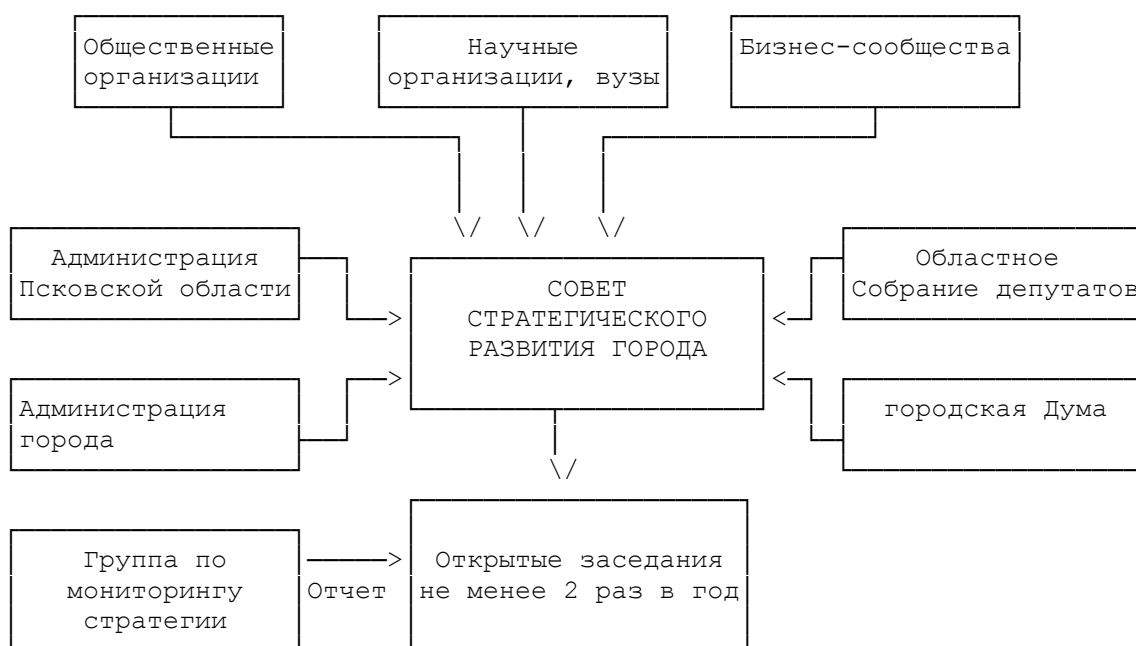 Общественные
организации
Научные
организации, вузы
Бизнес-сообщества
Администрация
Псковской области
СОВЕТ
СТРАТЕГИЧЕСКОГО
РАЗВИТИЯ ГОРОДА
Областное
Собрание депутатов
Администрация
города
городская Дума
Группа по
мониторингу
стратегии
Отчет
Открытые заседания
не менее 2 раз в год